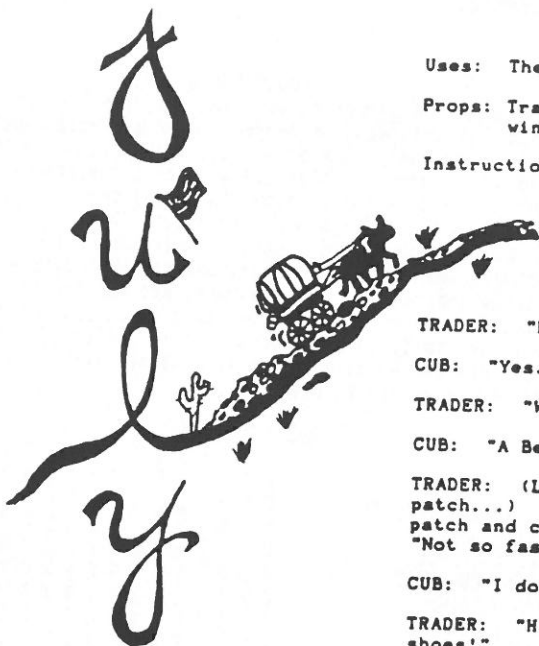 July
Uses: The
Props: Tra
win
Instructio
TRADER: "
CUB: "Yes.
TRADER: "W
CUB: "A Be
TRADER: (L
patch...)
patch and c
"Not so fas
CUB: "I do
TRADER: "H
shoes!"